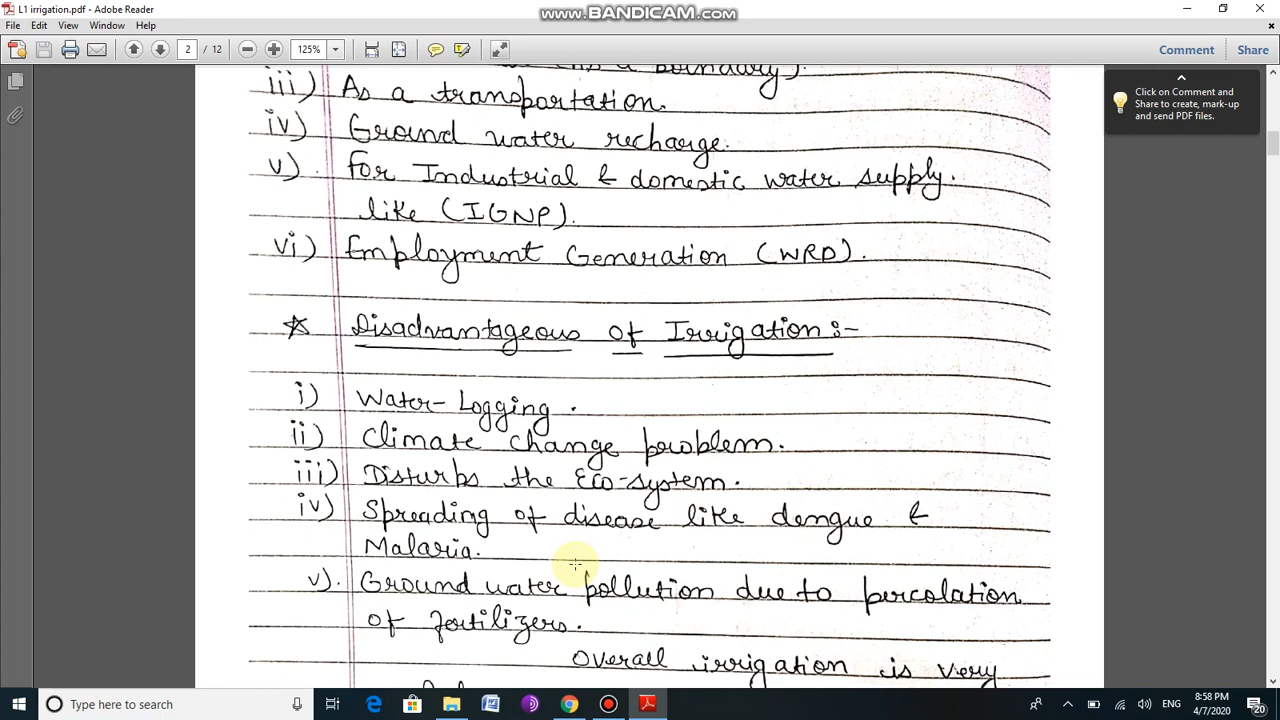 L1 irrigation.pdf - Adobe Reader
www.BANDICAM.com
File Edit View Window Help
2 / 12 125% Comment Share
Click on Comment and
Share to create, mark-up
and send PDF files.
boundary).
iii) As a transportation.
iv) Ground water recharge.
v). For Industrial & domestic water supply.
like (IGNP).
vi) Employment Generation (WRD).
* Disadvantageous of Irrigation:-
i) Water-Logging.
ii) Climate change problem.
iii) Disturbs the Eco-system.
iv) Spreading of disease like dengue &
Malaria.
v). Ground water pollution due to percolation
of fertilizers.
Overall irrigation is very
Type here to search
8:58 PM
4/7/2020
20